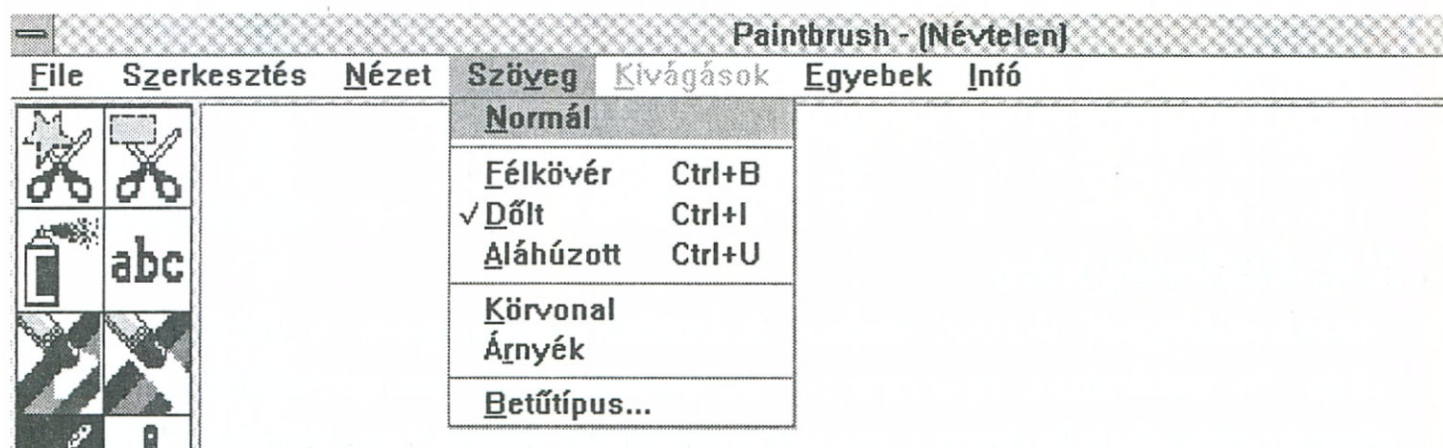 Paintbrush - (Névtelen)
File Szerkesztés Nézet Szöveg Kivágások Egyebek Infó
Normál
Félkövér Ctrl+B
√ Dőlt Ctrl+I
Aláhúzott Ctrl+U
Körvonal
Árnyék
Betűtípus...
abc